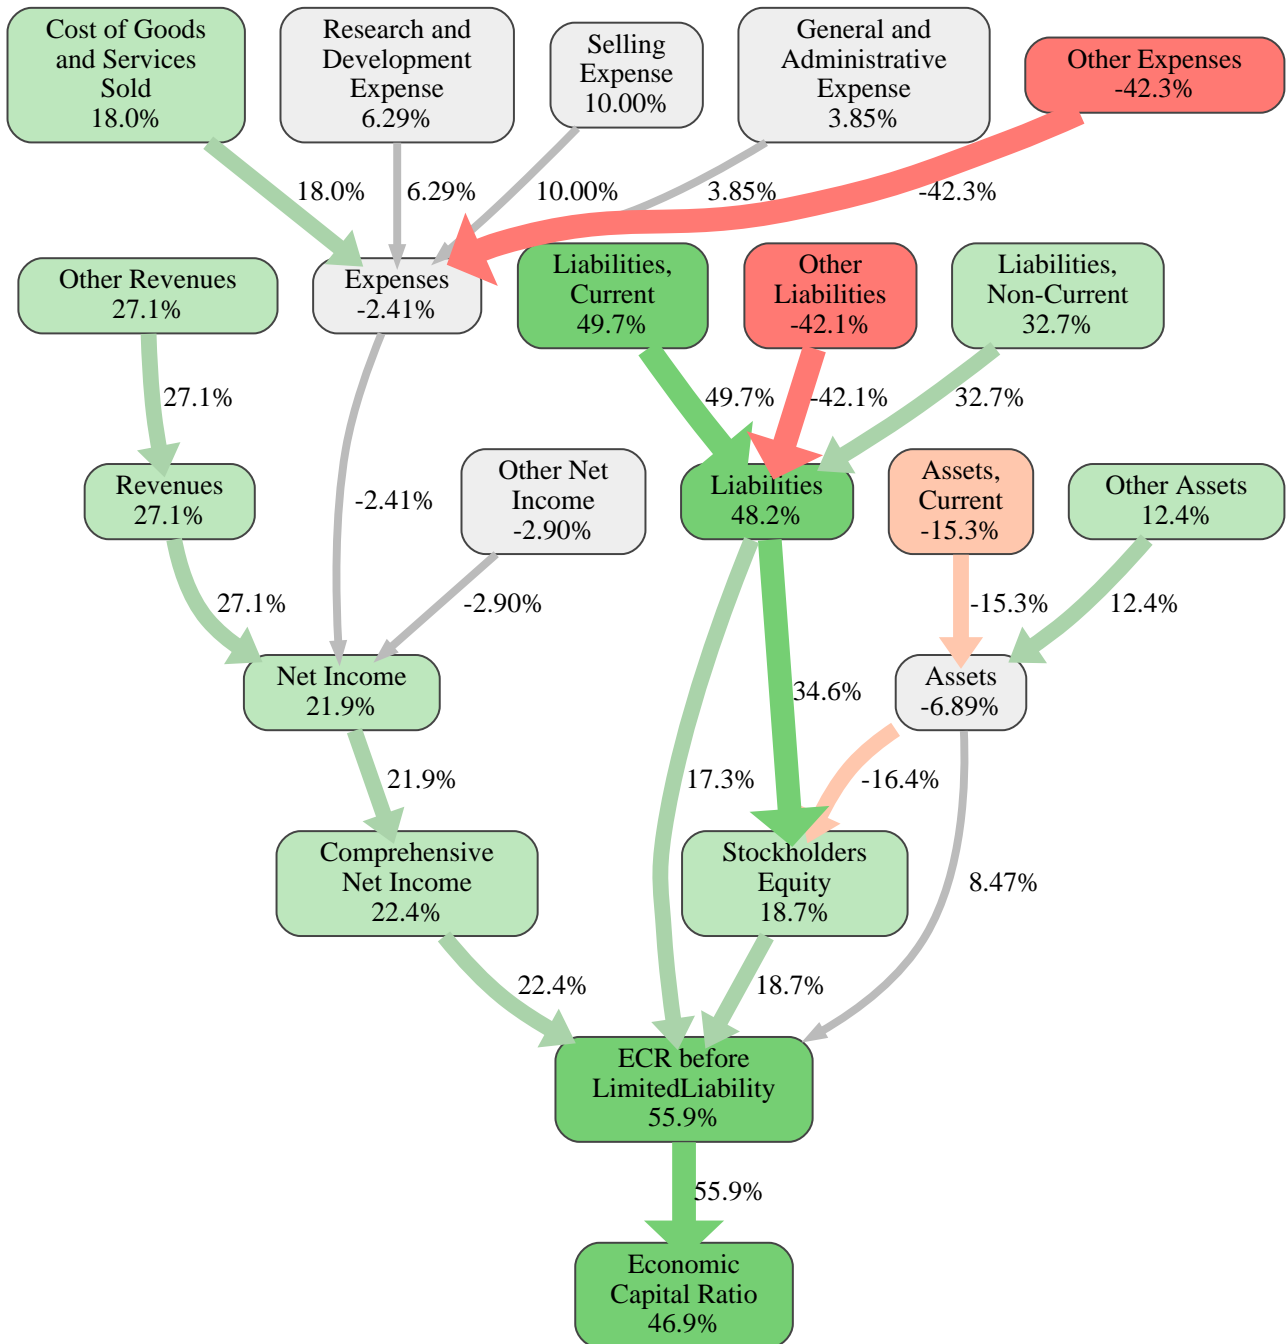 Cost of Goods
and Services
Sold
18.0%
Research and
Development
Expense
6.29%
Selling
Expense
10.00%
General and
Administrative
Expense
3.85%
Other Expenses
-42.3%
18.0%
6.29%
10.00%
3.85%
-42.3%
Other Revenues
27.1%
Expenses
-2.41%
Liabilities,
Current
49.7%
Other
Liabilities
-42.1%
Liabilities,
Non-Current
32.7%
27.1%
49.7%
-42.1%
32.7%
Revenues
27.1%
-2.41%
Other Net
Income
-2.90%
Liabilities
48.2%
Assets,
Current
-15.3%
Other Assets
12.4%
27.1%
-2.90%
-15.3%
12.4%
Net Income
21.9%
34.6%
Assets
-6.89%
21.9%
17.3%
-16.4%
Comprehensive
Net Income
22.4%
Stockholders
Equity
18.7%
8.47%
22.4%
18.7%
ECR before
LimitedLiability
55.9%
55.9%
Economic
Capital Ratio
46.9%